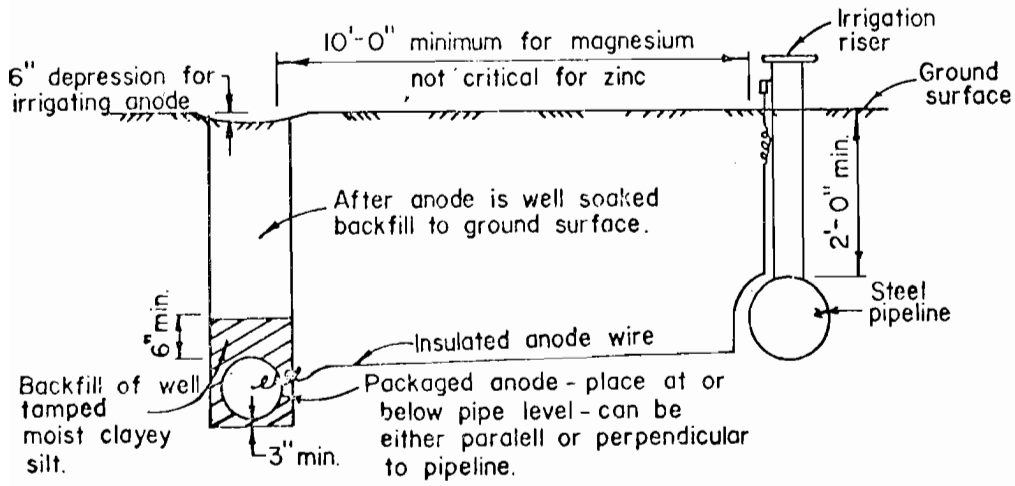 10'-0" minimum for magnesium
not critical for zinc
Irrigation
riser
6" depression for
irrigating anode
Ground
surface
After anode is well soaked
backfill to ground surface.
2'-0" min.
Steel
pipeline
6" min.
Insulated anode wire
Backfill of well
tamped
moist clayey
silt.
Packaged anode - place at or
below pipe level - can be
either paralell or perpendicular
to pipeline.
3" min.